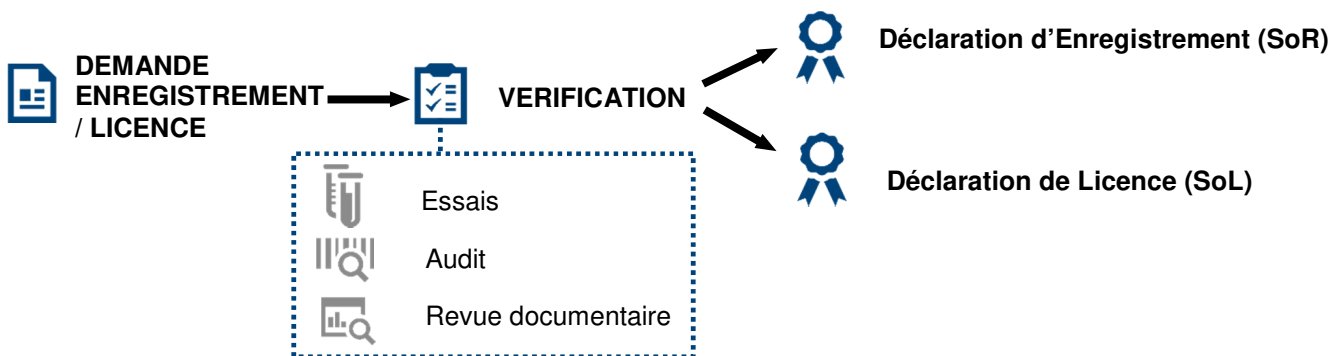 DEMANDE
ENREGISTREMENT
/ LICENCE
VERIFICATION
Essais
Audit
Revue documentaire
Déclaration d’Enregistrement (SoR)
Déclaration de Licence (SoL)